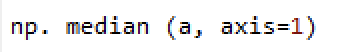 np. median (a, axis=1)